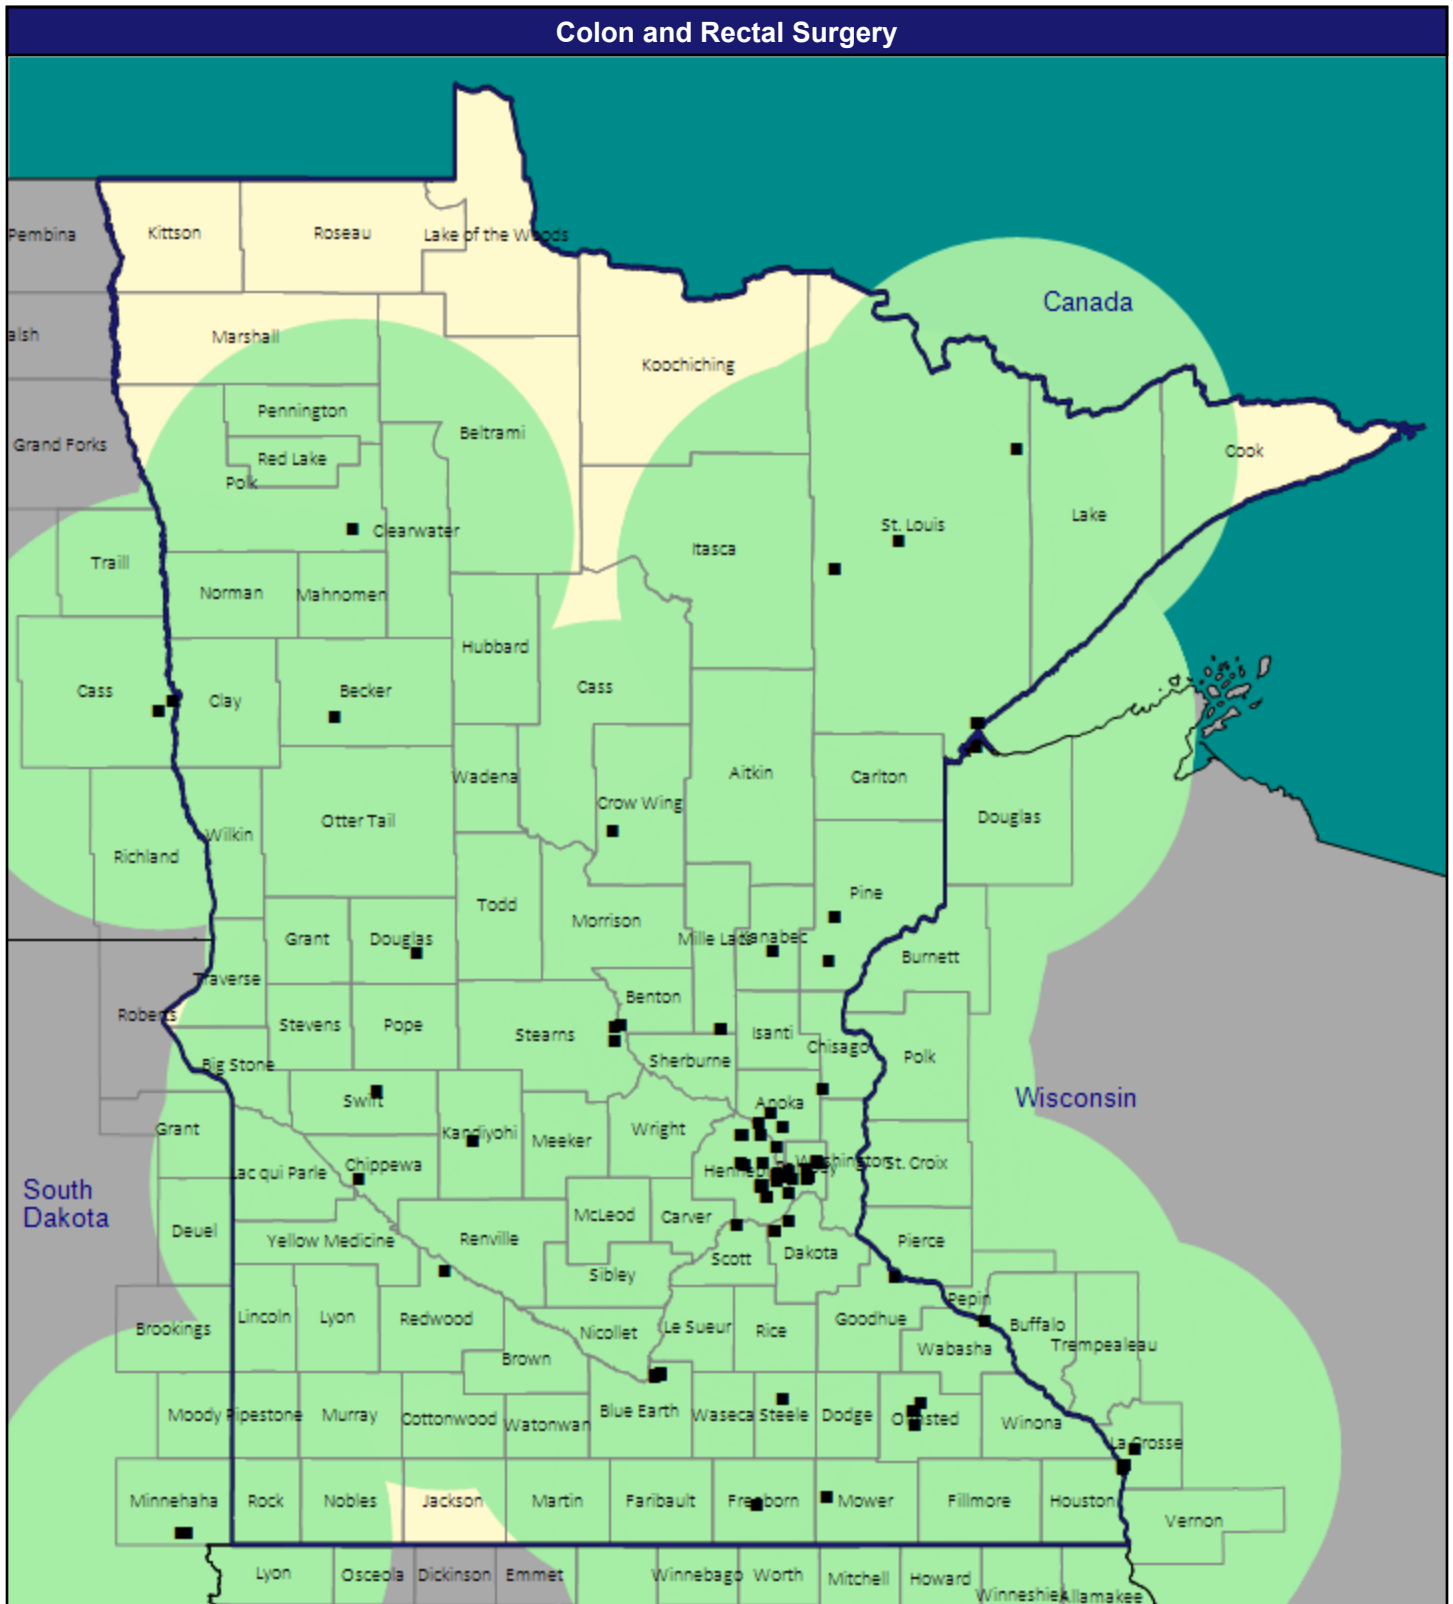 Colon and Rectal Surgery
Pembina
Kittson
Roseau
Lake of the Woods
Canada
alsh
Marshall
Koochiching
Pennington
Beltrami
Grand Forks
Red Lake
Cook
Polk
Clearwater
St. Louis
Lake
Itasca
Traill
Norman
Mahnomen
Hubbard
Cass
Clay
Becker
Cass
Wadena
Aitkin
Carlton
Crow Wing
Otter Tail
Douglas
Wilkin
Richland
Pine
Todd
Morrison
Grant
Douglas
Mille Lacs
Kanabec
Burnett
Traverse
Benton
Roberts
Stevens
Pope
Stearns
Isanti
Chisago
Polk
Sherburne
Big Stone
Swift
Anoka
Wisconsin
Grant
Kandiyohi
Meeker
Wright
Lac qui Parle
Chippewa
Washington
St. Croix
South
Dakota
Deuel
McLeod
Carver
Yellow Medicine
Renville
Scott
Dakota
Pierce
Sibley
Pepin
Brookings
Lincoln
Lyon
Redwood
Nicollet
Le Sueur
Rice
Goodhue
Buffalo
Wabasha
Trempealeau
Brown
Moody
Pipestone
Murray
Cottonwood
Watonwan
Blue Earth
Waseca
Steele
Dodge
Olmsted
Winona
La Crosse
Minnehaha
Rock
Nobles
Jackson
Martin
Faribault
Freeborn
Mower
Fillmore
Houston
Vernon
Lyon
Osceola
Dickinson
Emmet
Winnebago
Worth
Mitchell
Howard
Winneshiek
Allamakee